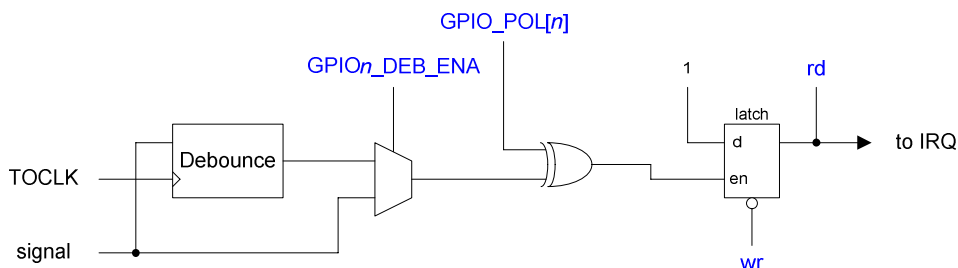 GPIO_POL[n]
GPIOn_DEB_ENA
1
rd
latch
Debounce
d
to IRQ
TOCLK
en
signal
wr